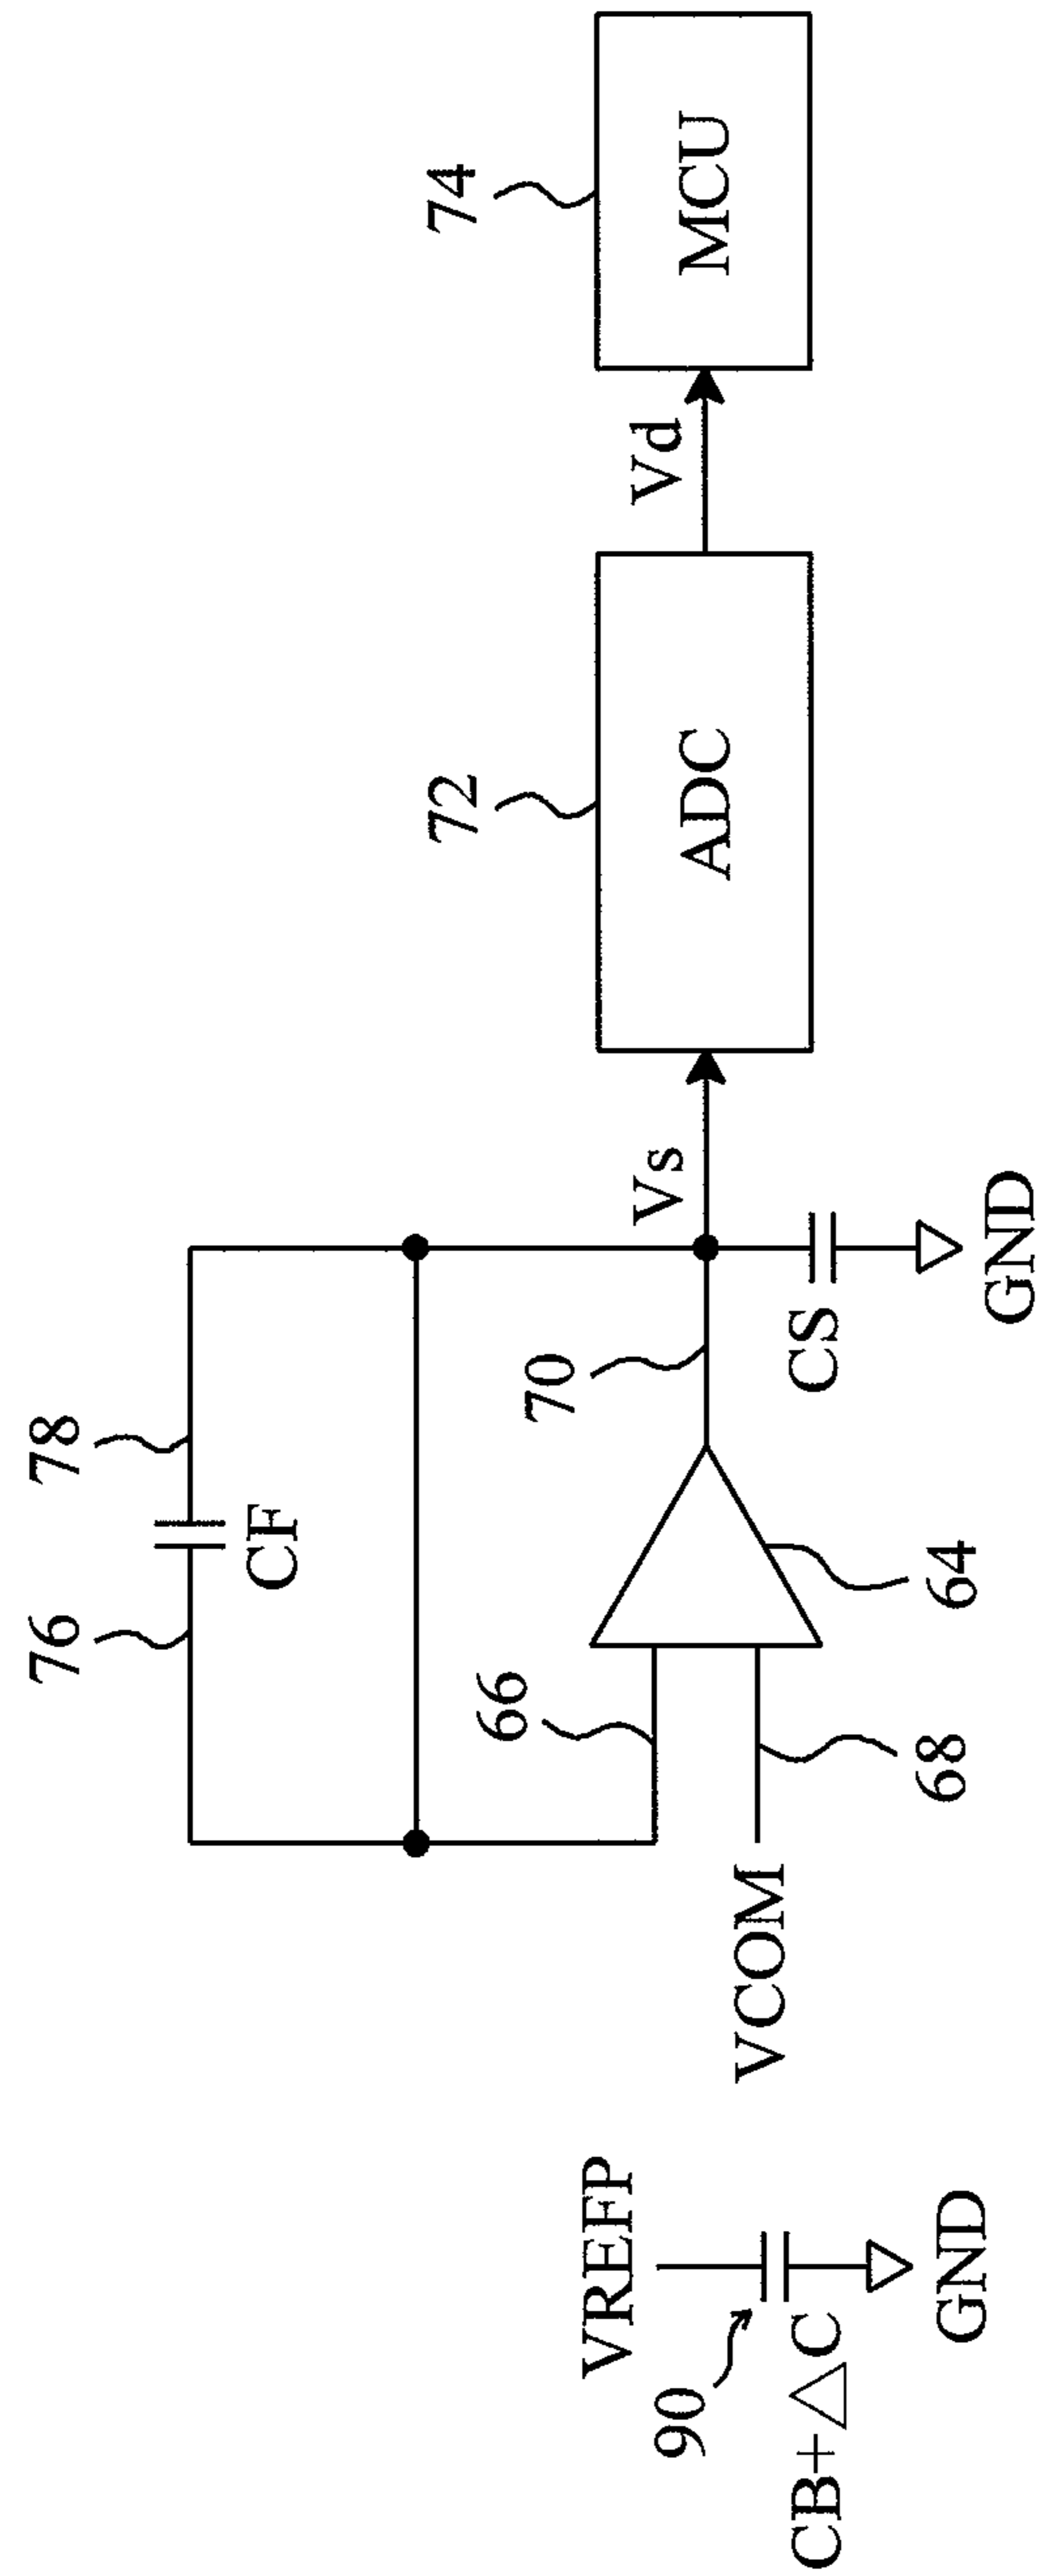 76
78
CF
66
68
64
70
VCOM
Vs
CS
GND
72
ADC
Vd
74
MCU
VREFP
90
CB+△C
GND